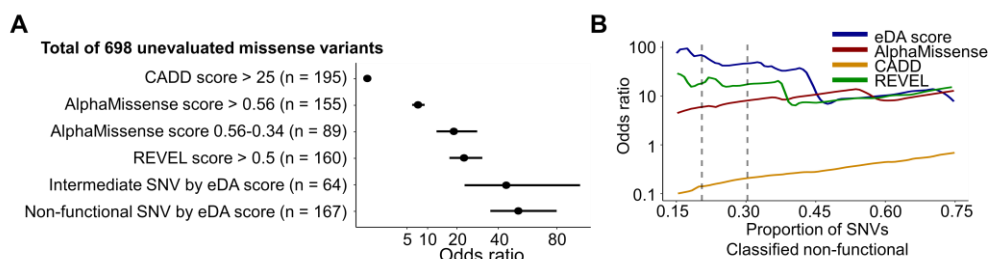 A
Total of 698 unevaluated missense variants
CADD score > 25 (n = 195)
AlphaMissense score > 0.56 (n = 155)
AlphaMissense score 0.56-0.34 (n = 89)
REVEL score > 0.5 (n = 160)
Intermediate SNV by eDA score (n = 64)
Non-functional SNV by eDA score (n = 167)
5 10 20 40 80
Odds ratio
B
eDA score
AlphaMissense
CADD
REVEL
Odds ratio
100
10
1
0.1
0.15 0.30 0.45 0.60 0.75
Proportion of SNVs
Classified non-functional